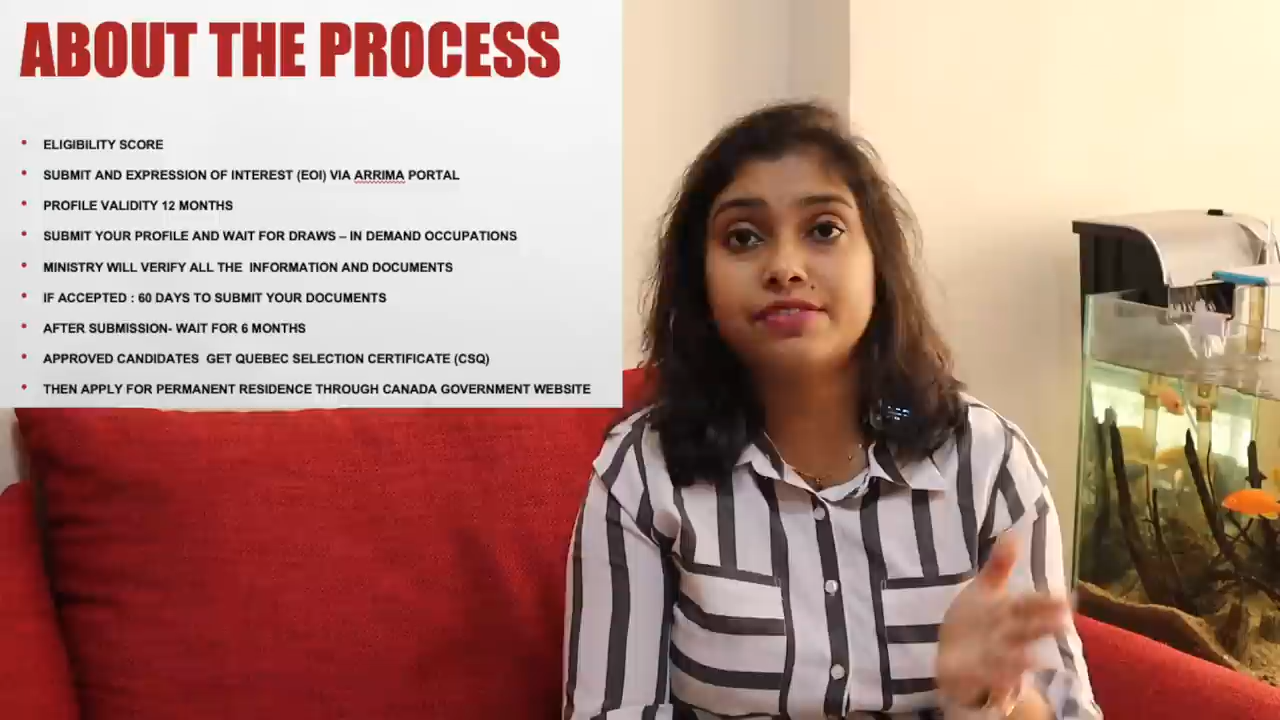 ABOUT THE PROCESS
• ELIGIBILITY SCORE
• SUBMIT AND EXPRESSION OF INTEREST (EOI) VIA ARRIMA PORTAL
• PROFILE VALIDITY 12 MONTHS
• SUBMIT YOUR PROFILE AND WAIT FOR DRAWS – IN DEMAND OCCUPATIONS
• MINISTRY WILL VERIFY ALL THE INFORMATION AND DOCUMENTS
• IF ACCEPTED : 60 DAYS TO SUBMIT YOUR DOCUMENTS
• AFTER SUBMISSION- WAIT FOR 6 MONTHS
• APPROVED CANDIDATES GET QUEBEC SELECTION CERTIFICATE (CSQ)
• THEN APPLY FOR PERMANENT RESIDENCE THROUGH CANADA GOVERNMENT WEBSITE